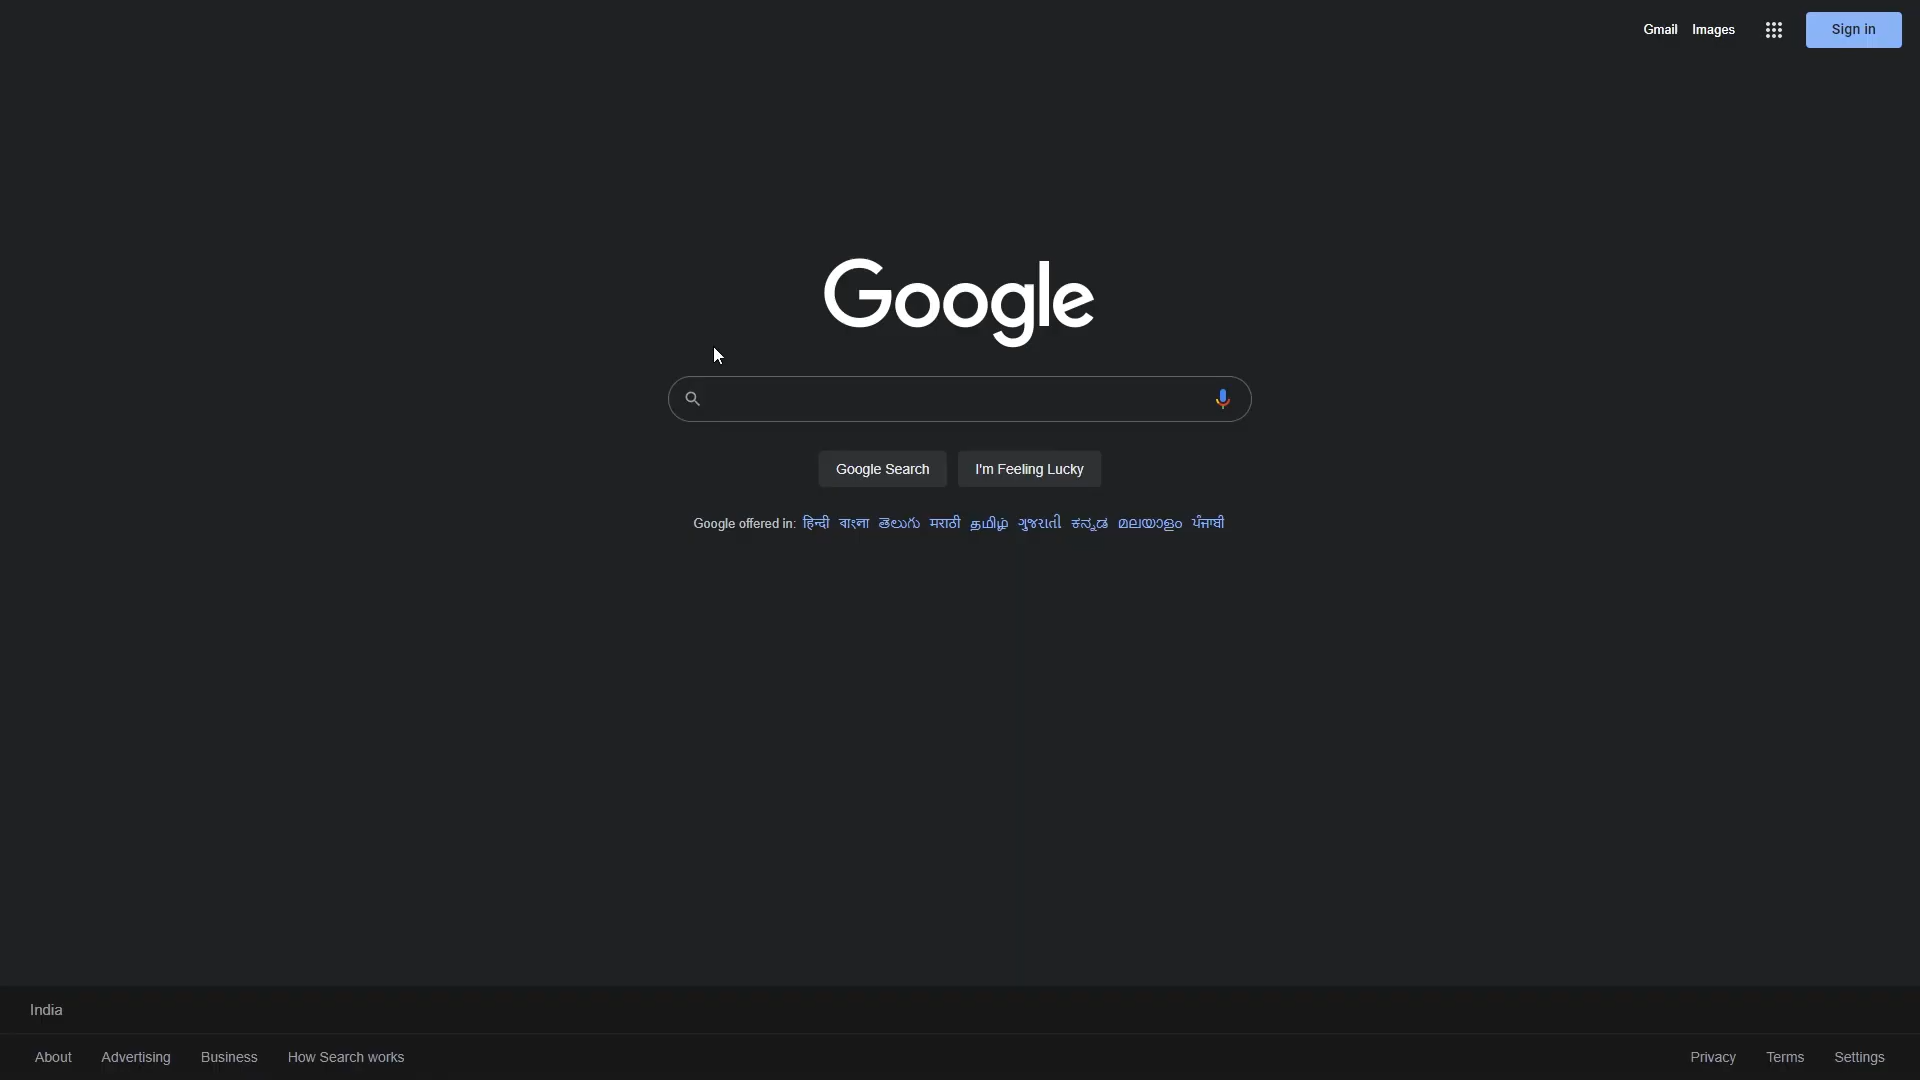 Gmail Images Sign in
Google
Google Search I'm Feeling Lucky
Google offered in: हिन्दी বাংলা తెలుగు मराठी தமிழ் ગુજરાતી ಕನ್ನಡ മലയാളം ਪੰਜਾਬੀ
India
About Advertising Business How Search works Privacy Terms Settings